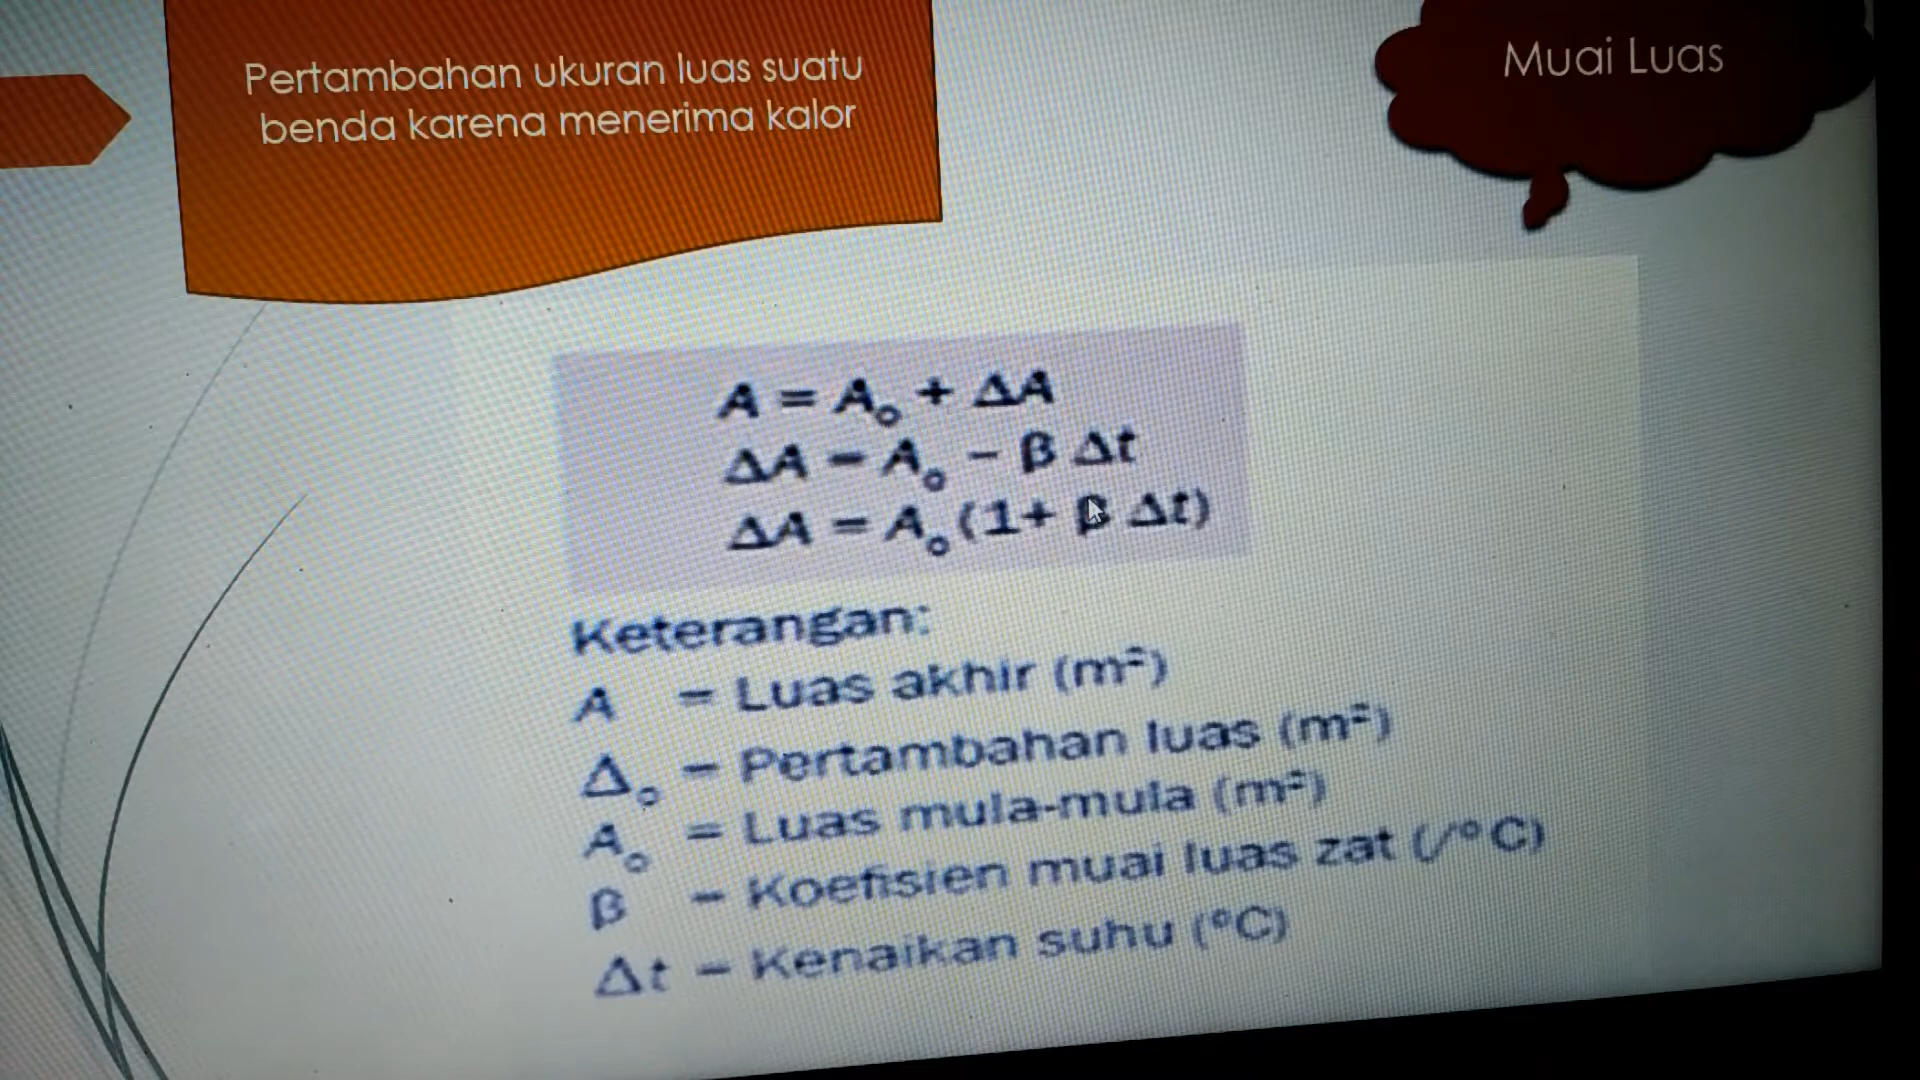 Pertambahan ukuran luas suatu
benda karena menerima kalor
Muai Luas
A = A₀ + ΔA
ΔA = A₀ - β Δt
ΔA = A₀ (1+ β Δt)
Keterangan:
A = Luas akhir (m²)
Δ₀ = Pertambahan luas (m²)
A₀ = Luas mula-mula (m²)
β = Koefisien muai luas zat (/°C)
Δt = Kenaikan suhu (°C)